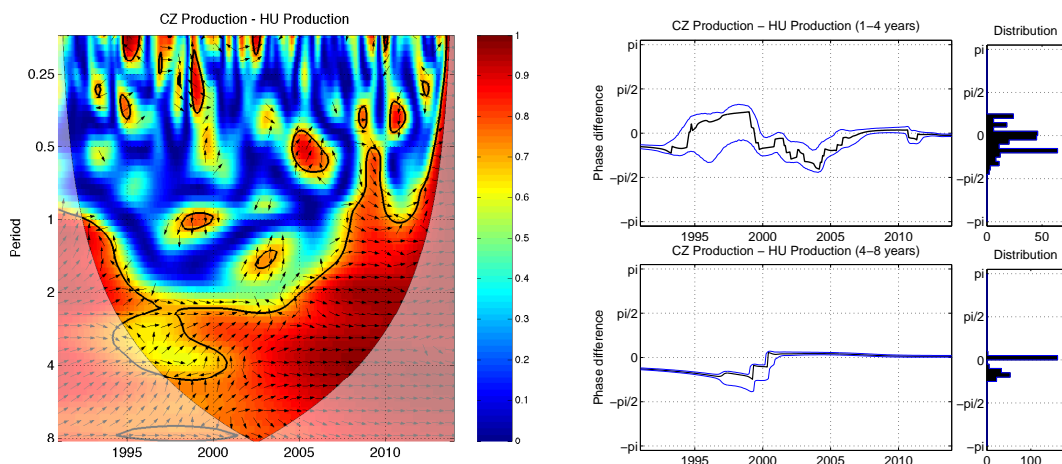 CZ Production - HU Production
Period
0.25
0.5
1
2
4
8
1995
2000
2005
2010
1
0.9
0.8
0.7
0.6
0.5
0.4
0.3
0.2
0.1
0
CZ Production − HU Production (1−4 years)
Phase difference
pi
pi/2
0
−pi/2
−pi
1995
2000
2005
2010
Distribution
pi
pi/2
0
−pi/2
−pi
0
50
CZ Production − HU Production (4−8 years)
Phase difference
pi
pi/2
0
−pi/2
−pi
1995
2000
2005
2010
Distribution
pi
pi/2
0
−pi/2
−pi
0
100